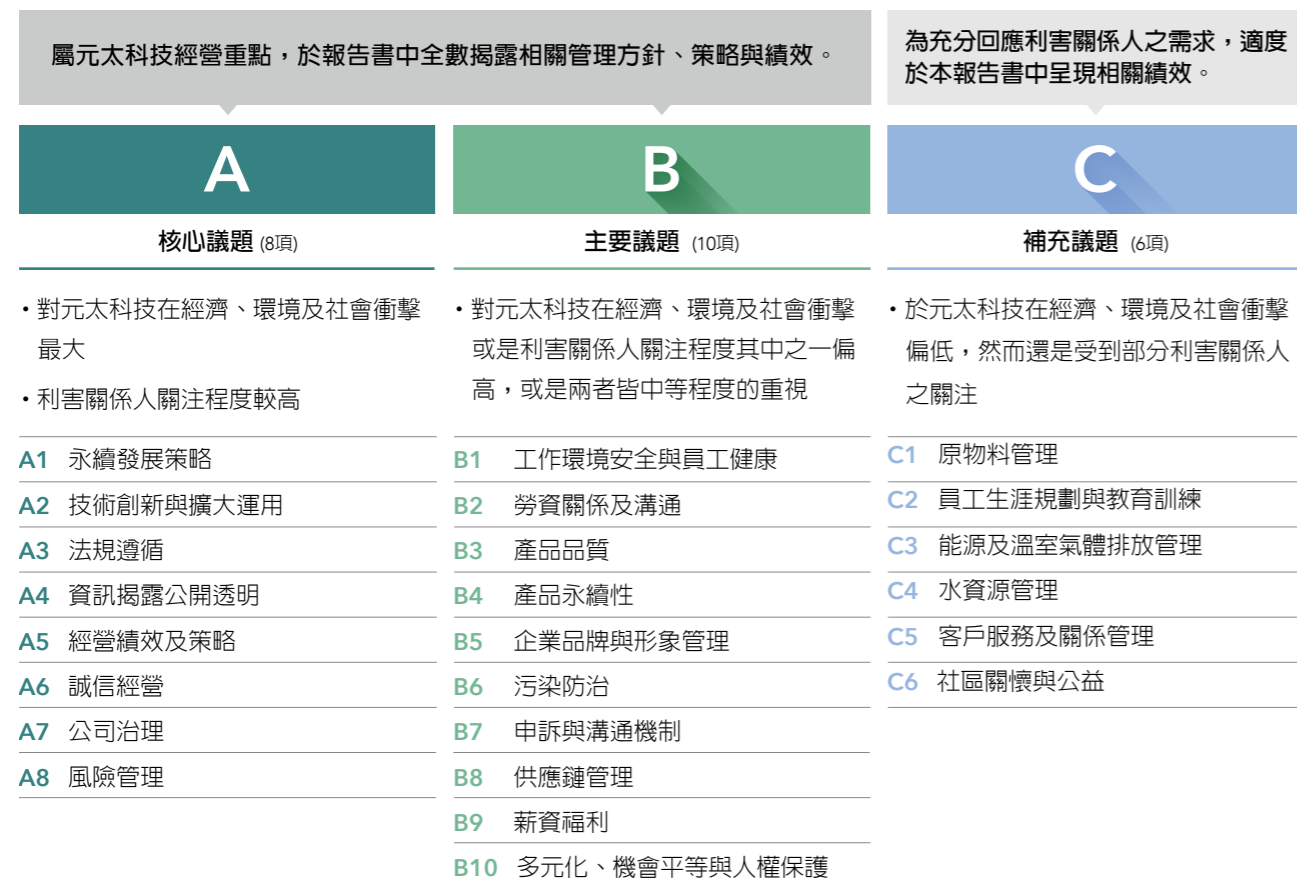 屬元太科技經營重點，於報告書中全數揭露相關管理方針、策略與績效。
為充分回應利害關係人之需求，適度
於本報告書中呈現相關績效。
A
核心議題 (8項)
・對元太科技在經濟、環境及社會衝擊
最大
・利害關係人關注程度較高
A1 永續發展策略
A2 技術創新與擴大運用
A3 法規遵循
A4 資訊揭露公開透明
A5 經營績效及策略
A6 誠信經營
A7 公司治理
A8 風險管理
B
主要議題 (10項)
・對元太科技在經濟、環境及社會衝擊
或是利害關係人關注程度其中之一偏
高，或是兩者皆中等程度的重視
B1 工作環境安全與員工健康
B2 勞資關係及溝通
B3 產品品質
B4 產品永續性
B5 企業品牌與形象管理
B6 污染防治
B7 申訴與溝通機制
B8 供應鏈管理
B9 薪資福利
B10 多元化、機會平等與人權保護
C
補充議題 (6項)
・於元太科技在經濟、環境及社會衝擊
偏低，然而還是受到部分利害關係人
之關注
C1 原物料管理
C2 員工生涯規劃與教育訓練
C3 能源及溫室氣體排放管理
C4 水資源管理
C5 客戶服務及關係管理
C6 社區關懷與公益